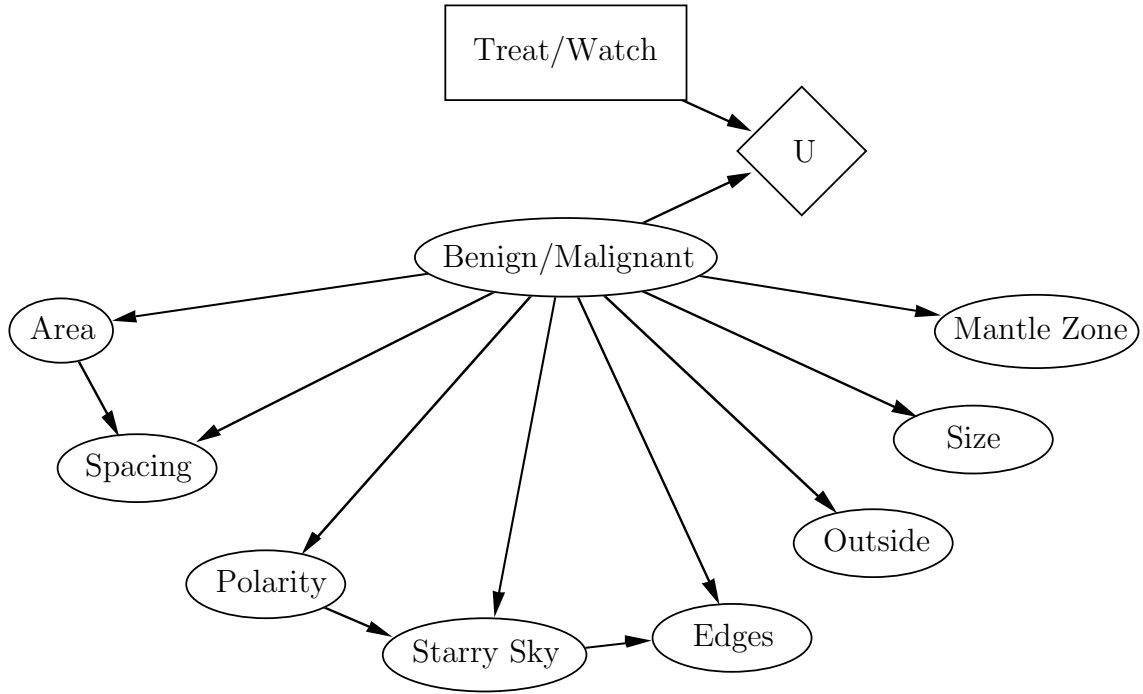 Treat/Watch
U
Benign/Malignant
Area
Mantle Zone
Size
Spacing
Outside
Polarity
Starry Sky
Edges